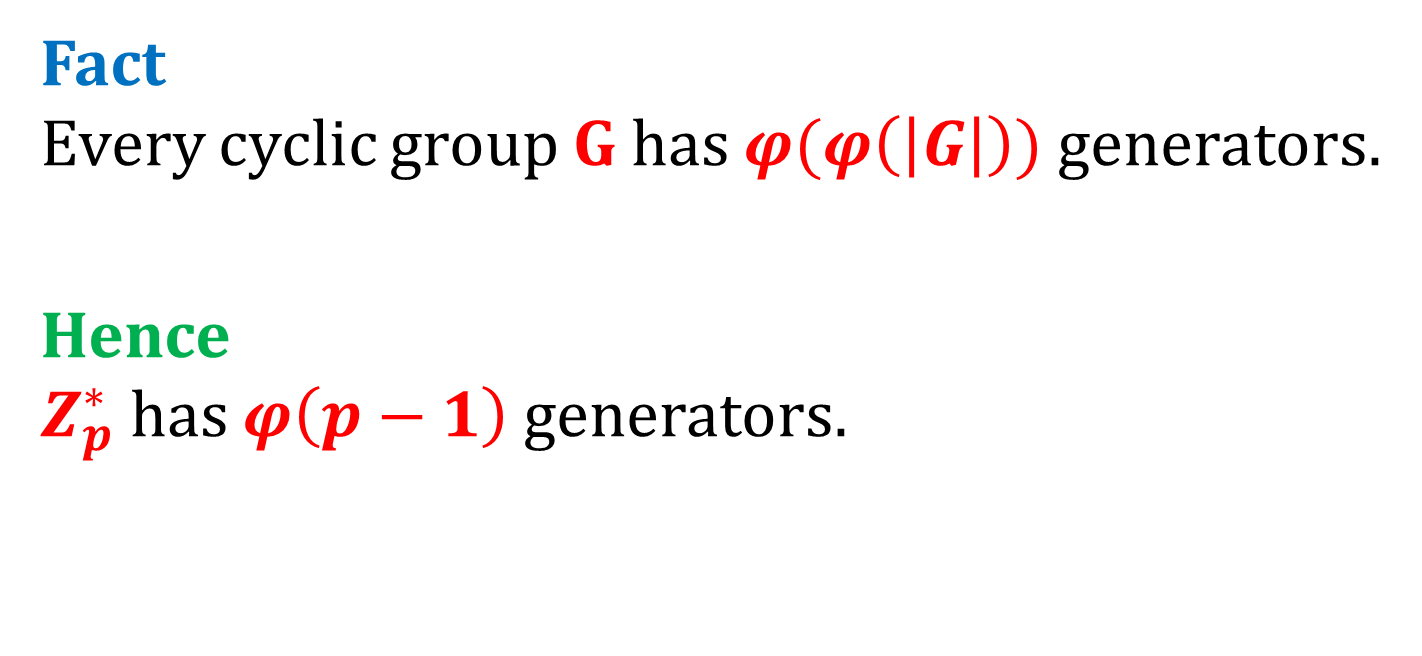 Fact
Every cyclic group G has φ(φ(|G|)) generators.
Hence
Z*p has φ(p − 1) generators.